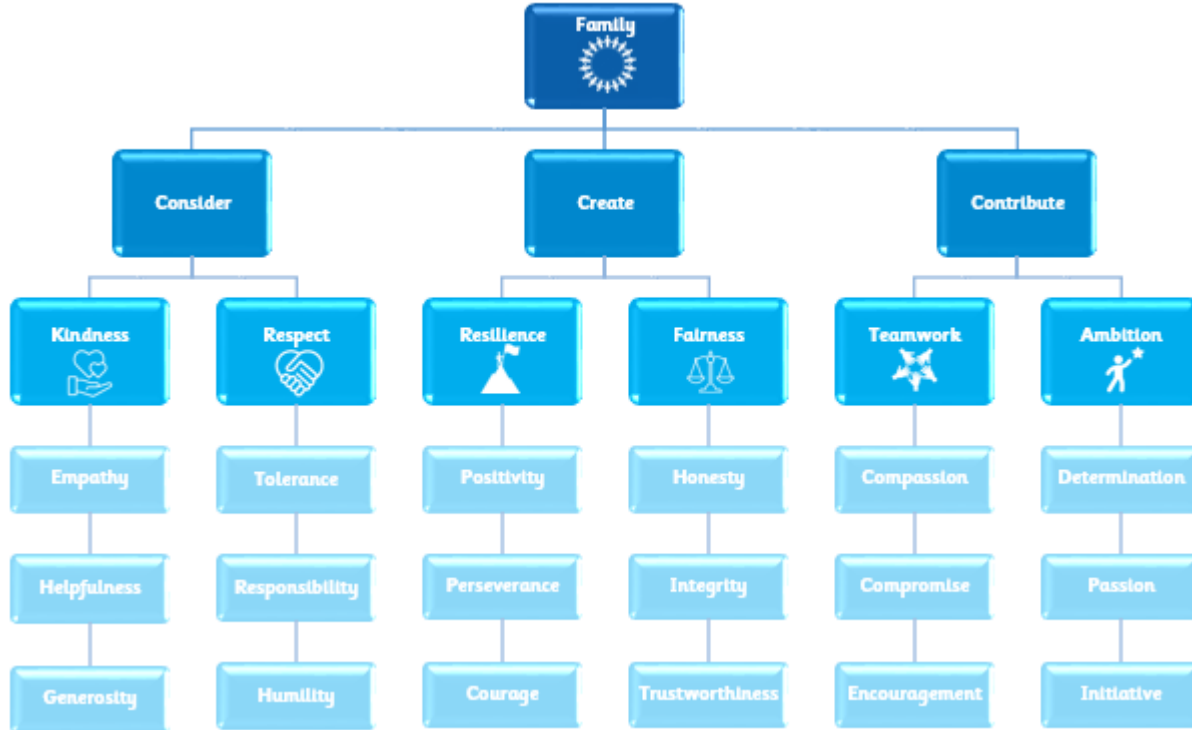 Family
Consider
Create
Contribute
Kindness
Respect
Resilience
Fairness
Teamwork
Ambition
Empathy
Tolerance
Positivity
Honesty
Compassion
Determination
Helpfulness
Responsibility
Perseverance
Integrity
Compromise
Passion
Generosity
Humility
Courage
Trustworthiness
Encouragement
Initiative